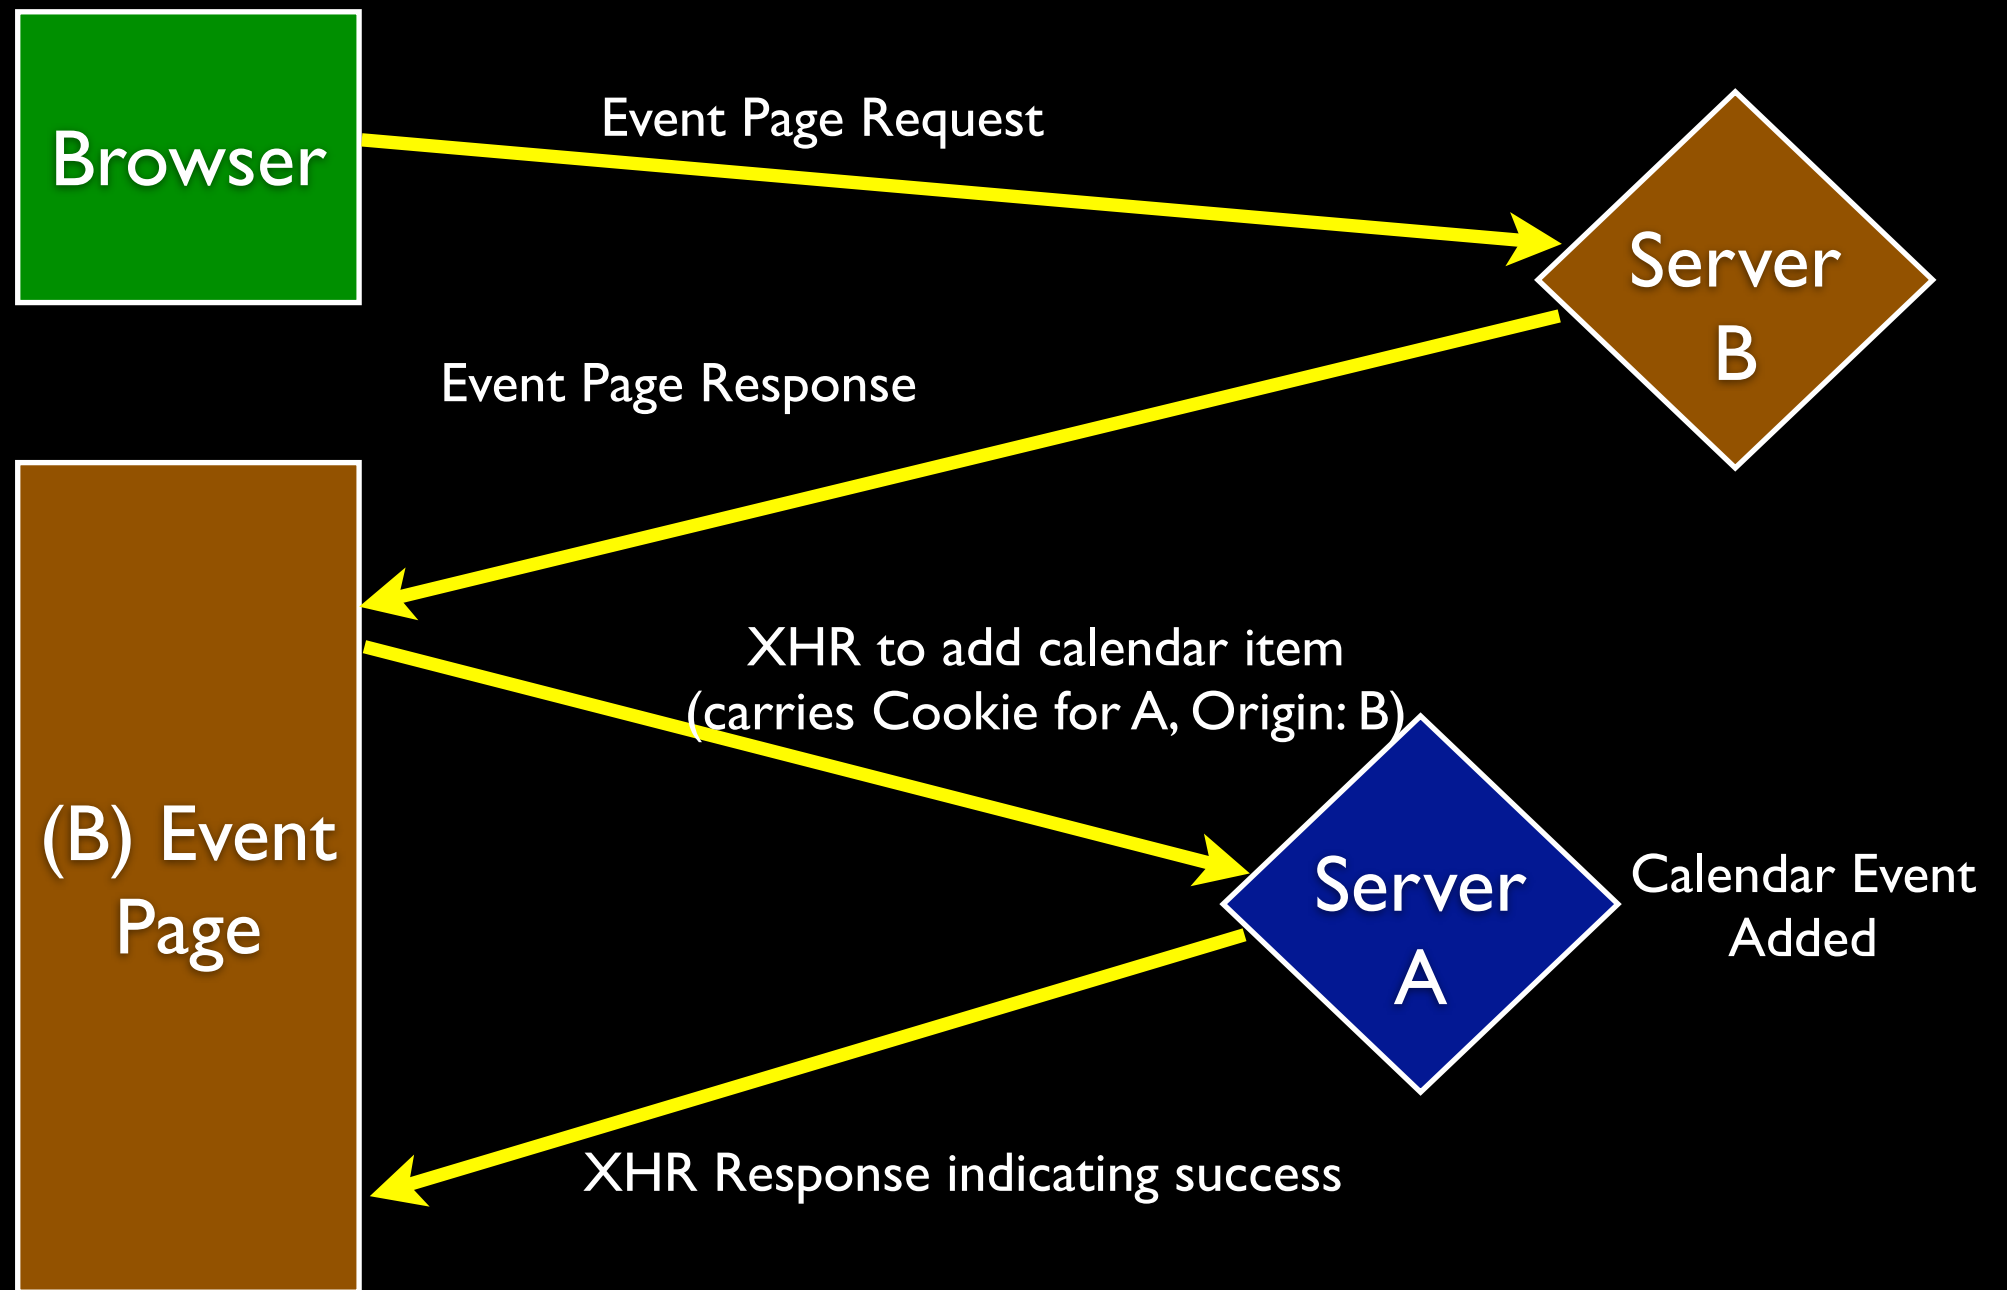 Browser
Event Page Request
Server
B
Event Page Response
XHR to add calendar item
(carries Cookie for A, Origin: B)
(B) Event
Page
Server
A
Calendar Event
Added
XHR Response indicating success